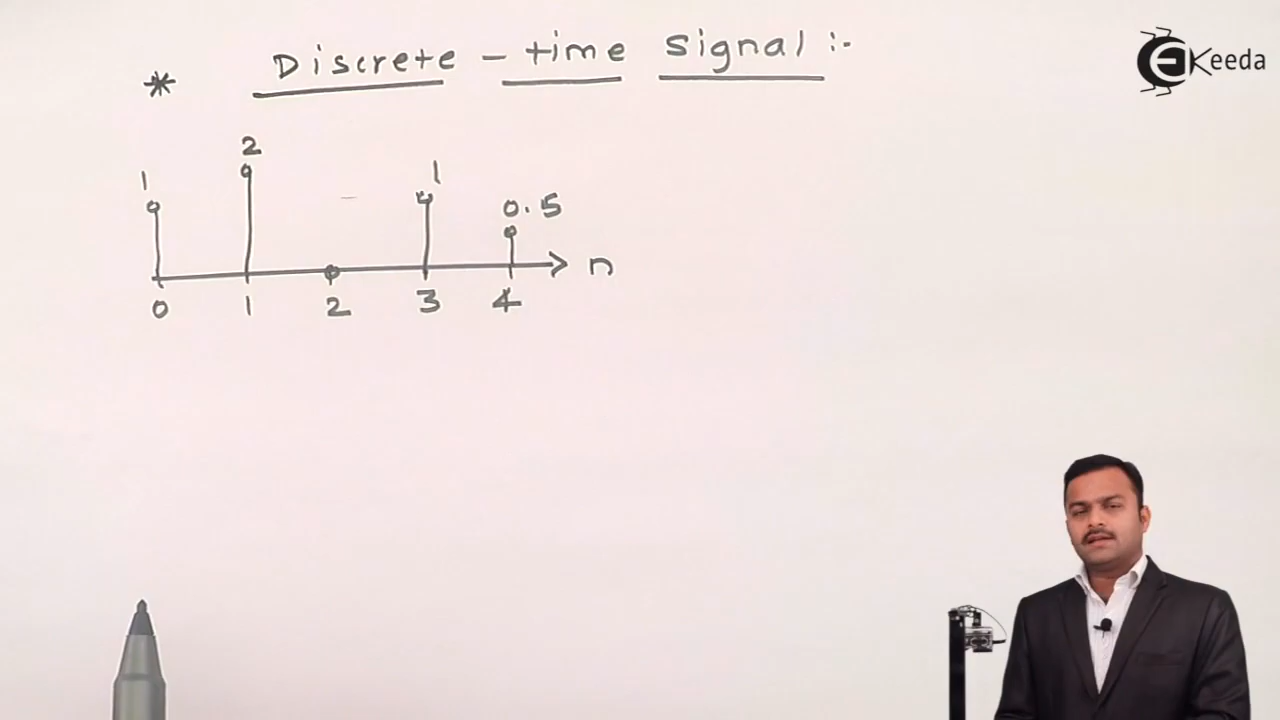 * Discrete - time signal :-
EKeeda
2
1 1
0.5
n
0 1 2 3 4